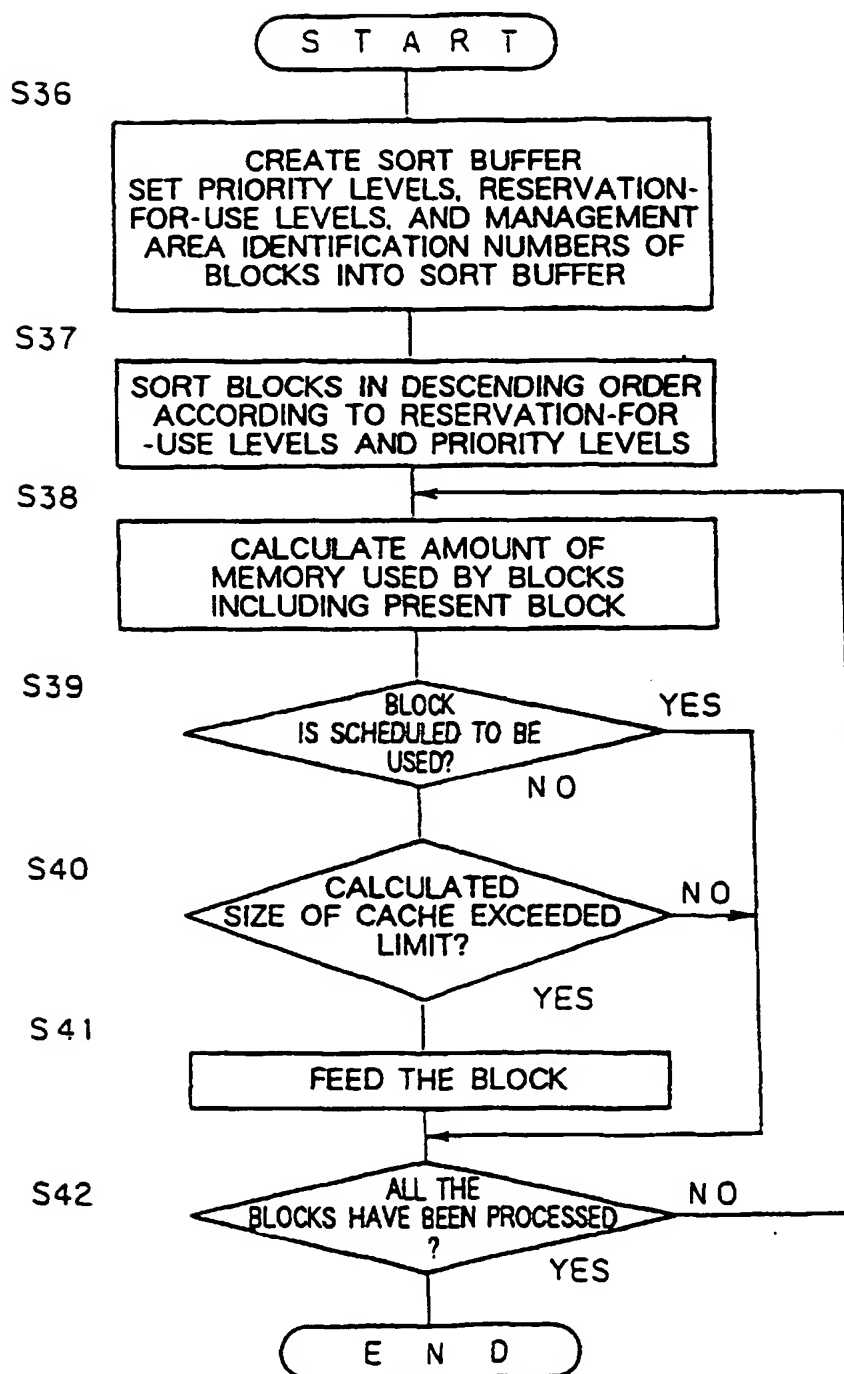 START
S36
CREATE SORT BUFFER
SET PRIORITY LEVELS, RESERVATION-
FOR-USE LEVELS, AND MANAGEMENT
AREA IDENTIFICATION NUMBERS OF
BLOCKS INTO SORT BUFFER
S37
SORT BLOCKS IN DESCENDING ORDER
ACCORDING TO RESERVATION-FOR
-USE LEVELS AND PRIORITY LEVELS
S38
CALCULATE AMOUNT OF
MEMORY USED BY BLOCKS
INCLUDING PRESENT BLOCK
S39
BLOCK
IS SCHEDULED TO BE
USED?
YES
NO
S40
CALCULATED
SIZE OF CACHE EXCEEDED
LIMIT?
NO
YES
S41
FEED THE BLOCK
S42
ALL THE
BLOCKS HAVE BEEN PROCESSED
?
NO
YES
END